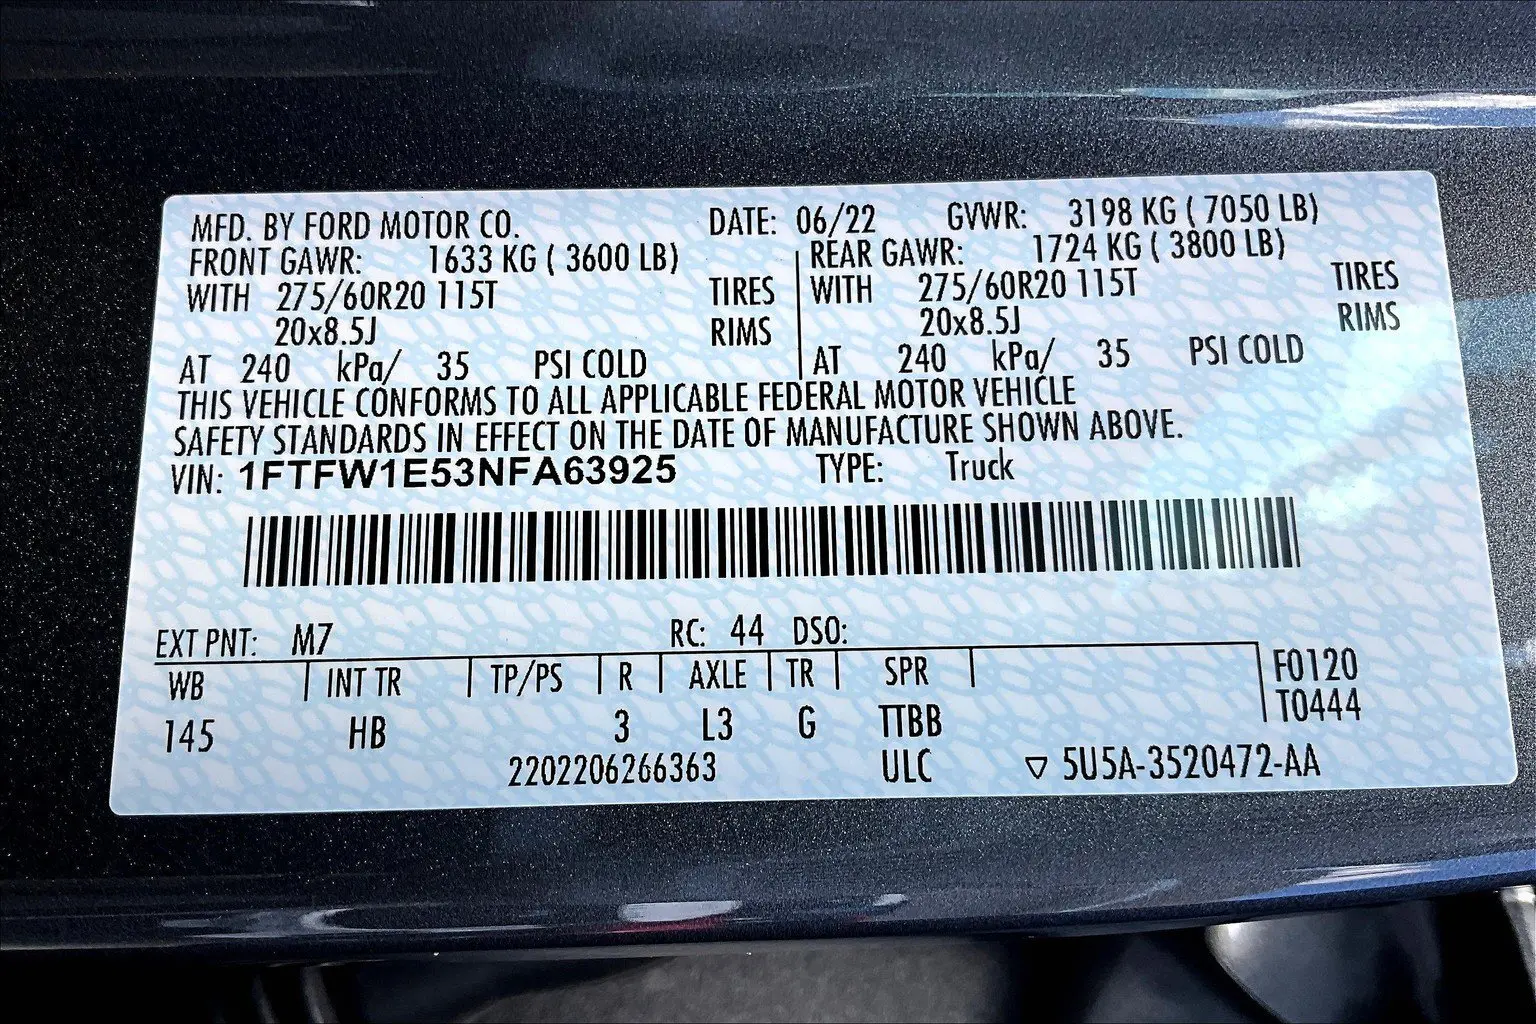 MFD. BY FORD MOTOR CO. DATE: 06/22 GVWR: 3198 KG ( 7050 LB)
FRONT GAWR: 1633 KG ( 3600 LB) REAR GAWR: 1724 KG ( 3800 LB)
WITH 275/60R20 115T TIRES WITH 275/60R20 115T TIRES
20x8.5J RIMS 20x8.5J RIMS
AT 240 kPa/ 35 PSI COLD AT 240 kPa/ 35 PSI COLD
THIS VEHICLE CONFORMS TO ALL APPLICABLE FEDERAL MOTOR VEHICLE
SAFETY STANDARDS IN EFFECT ON THE DATE OF MANUFACTURE SHOWN ABOVE.
VIN: 1FTFW1E53NFA63925 TYPE: Truck
EXT PNT: M7 RC: 44 DSO:
WB INT TR TP/PS R AXLE TR SPR F0120
T0444
145 HB 3 L3 G TTBB
2202206266363 ULC ▽ 5U5A-3520472-AA